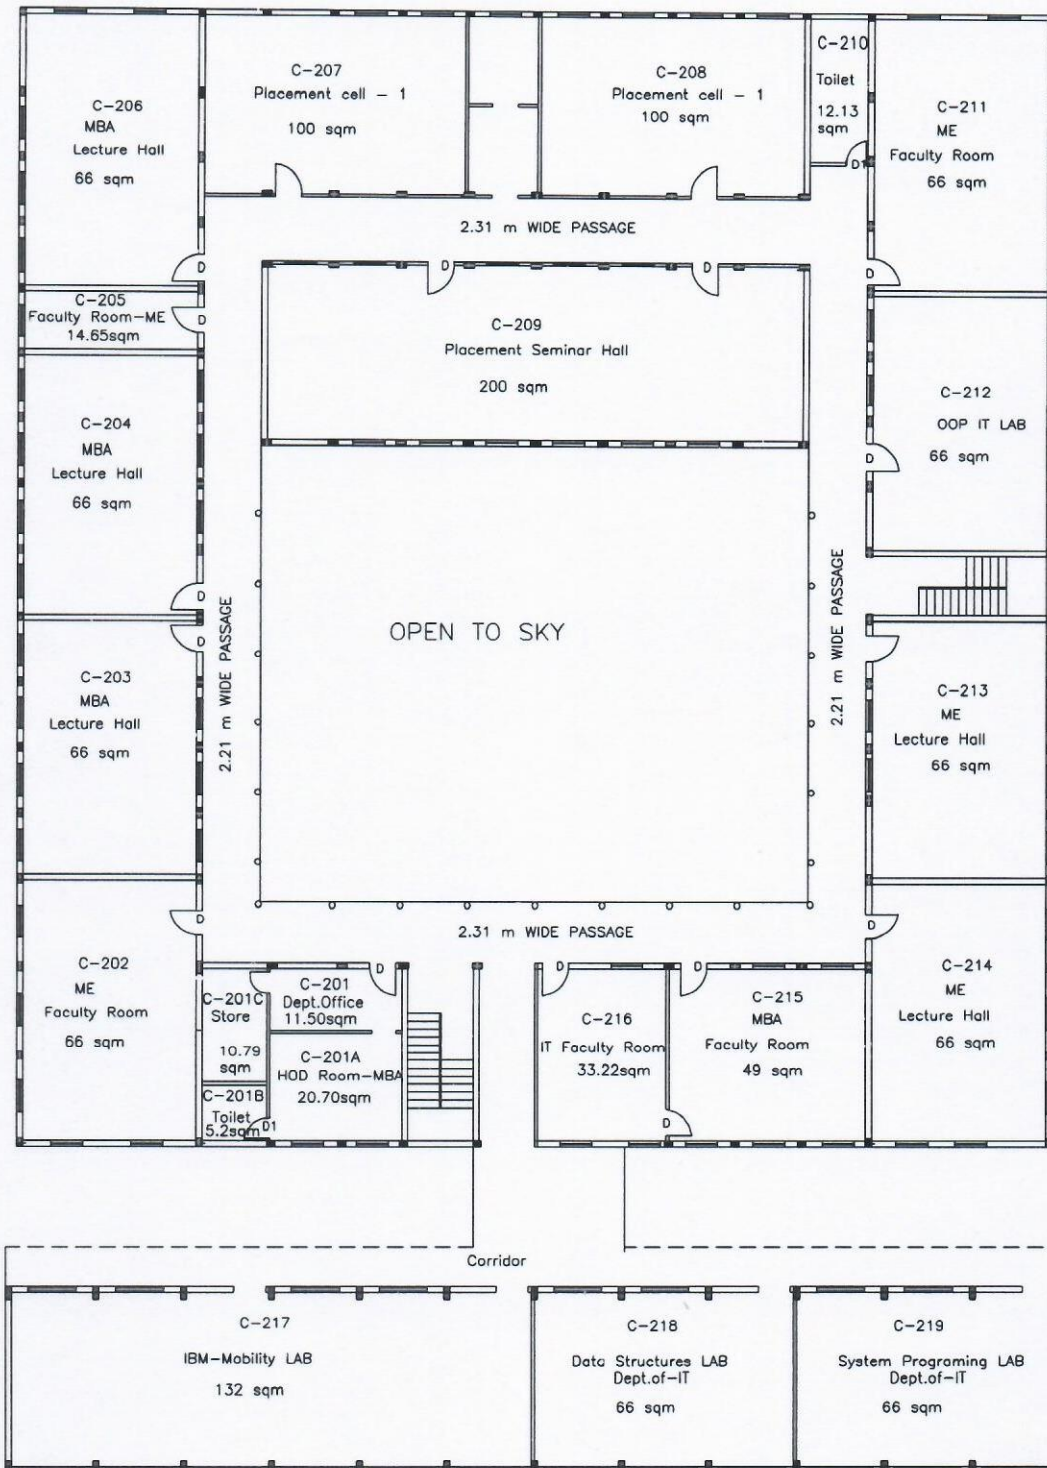 C-206
MBA
Lecture Hall
66 sqm
C-207
Placement cell - 1
100 sqm
C-208
Placement cell - 1
100 sqm
C-210
Toilet
12.13
sqm
D1
C-211
ME
Faculty Room
66 sqm
2.31 m WIDE PASSAGE
D
D
D
D
C-205
Faculty Room-ME
14.65sqm
D
C-209
Placement Seminar Hall
200 sqm
C-204
MBA
Lecture Hall
66 sqm
D
C-212
OOP IT LAB
66 sqm
D
C-203
MBA
Lecture Hall
66 sqm
D
2.21 m WIDE PASSAGE
OPEN TO SKY
2.21 m WIDE PASSAGE
C-213
ME
Lecture Hall
66 sqm
2.31 m WIDE PASSAGE
D
D
C-202
ME
Faculty Room
66 sqm
C-201C
Store
10.79
sqm
C-201
Dept.Office
11.50sqm
D
C-201A
HOD Room-MBA
20.70sqm
C-201B
Toilet
5.2sqm
D1
D
C-216
IT Faculty Room
33.22sqm
D
D
C-215
MBA
Faculty Room
49 sqm
C-214
ME
Lecture Hall
66 sqm
Corridor
C-217
IBM-Mobility LAB
132 sqm
C-218
Data Structures LAB
Dept.of-IT
66 sqm
C-219
System Programing LAB
Dept.of-IT
66 sqm